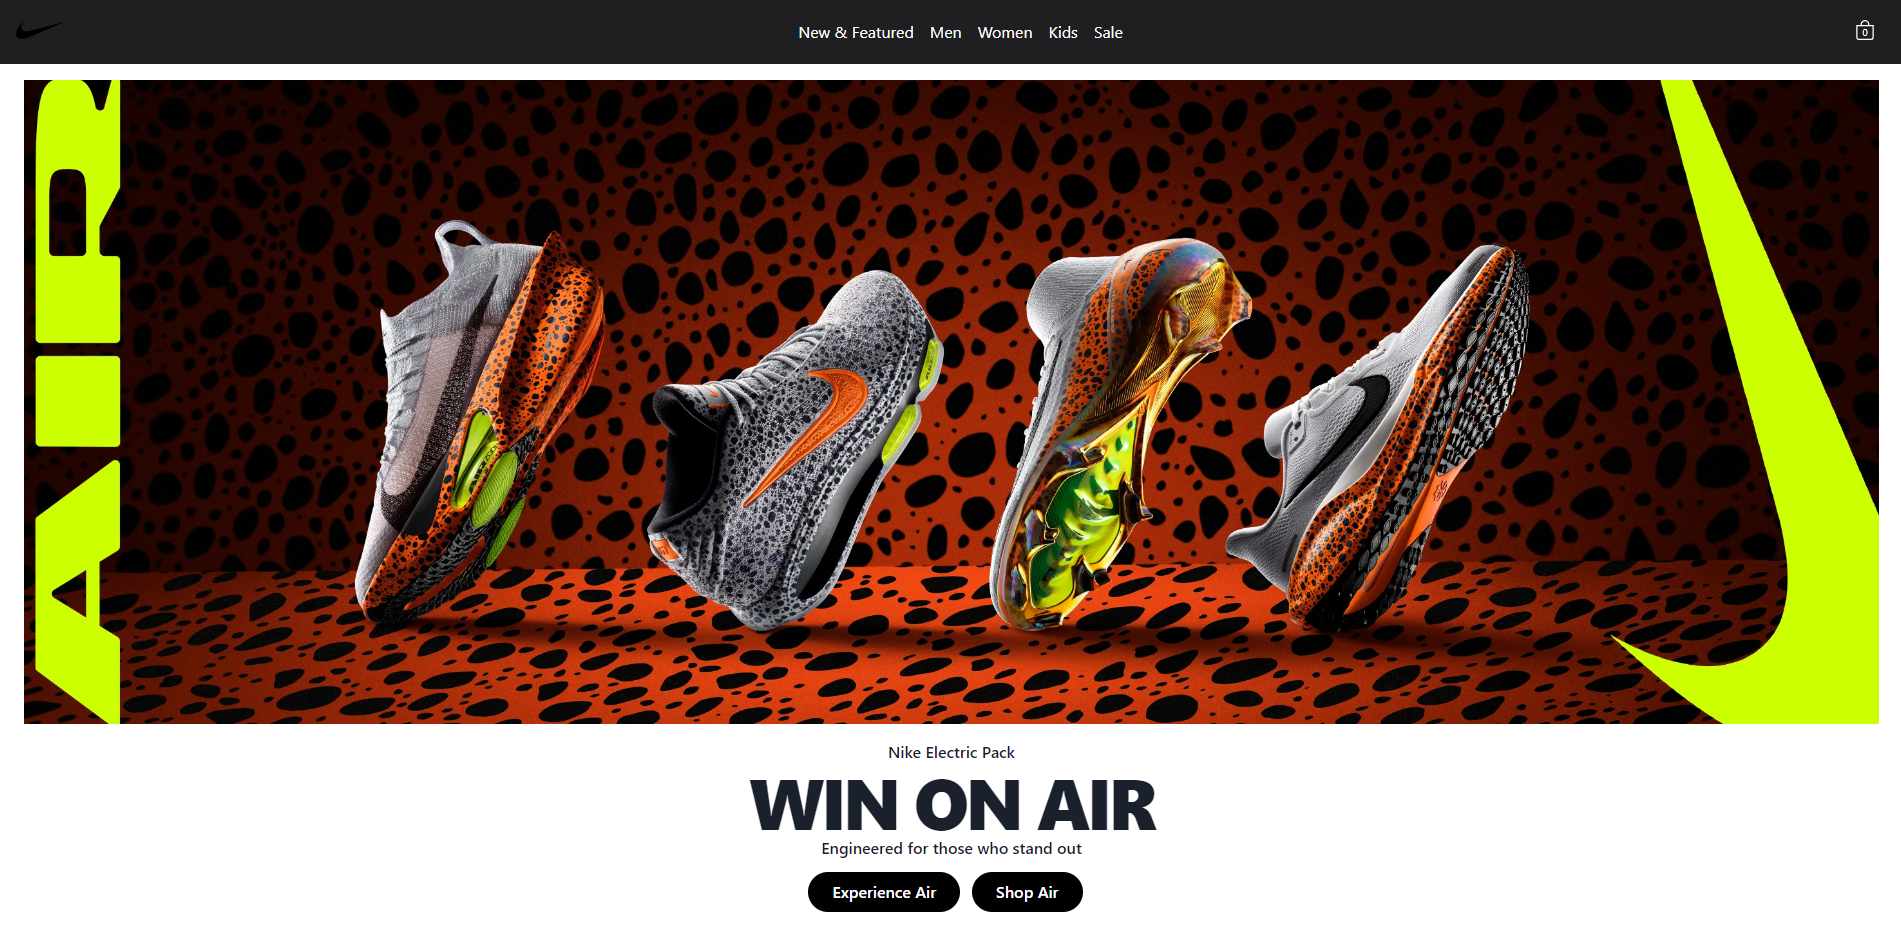 New & Featured Men Women Kids Sale
0
AIR
Nike Electric Pack
WIN ON AIR
Engineered for those who stand out
Experience Air Shop Air